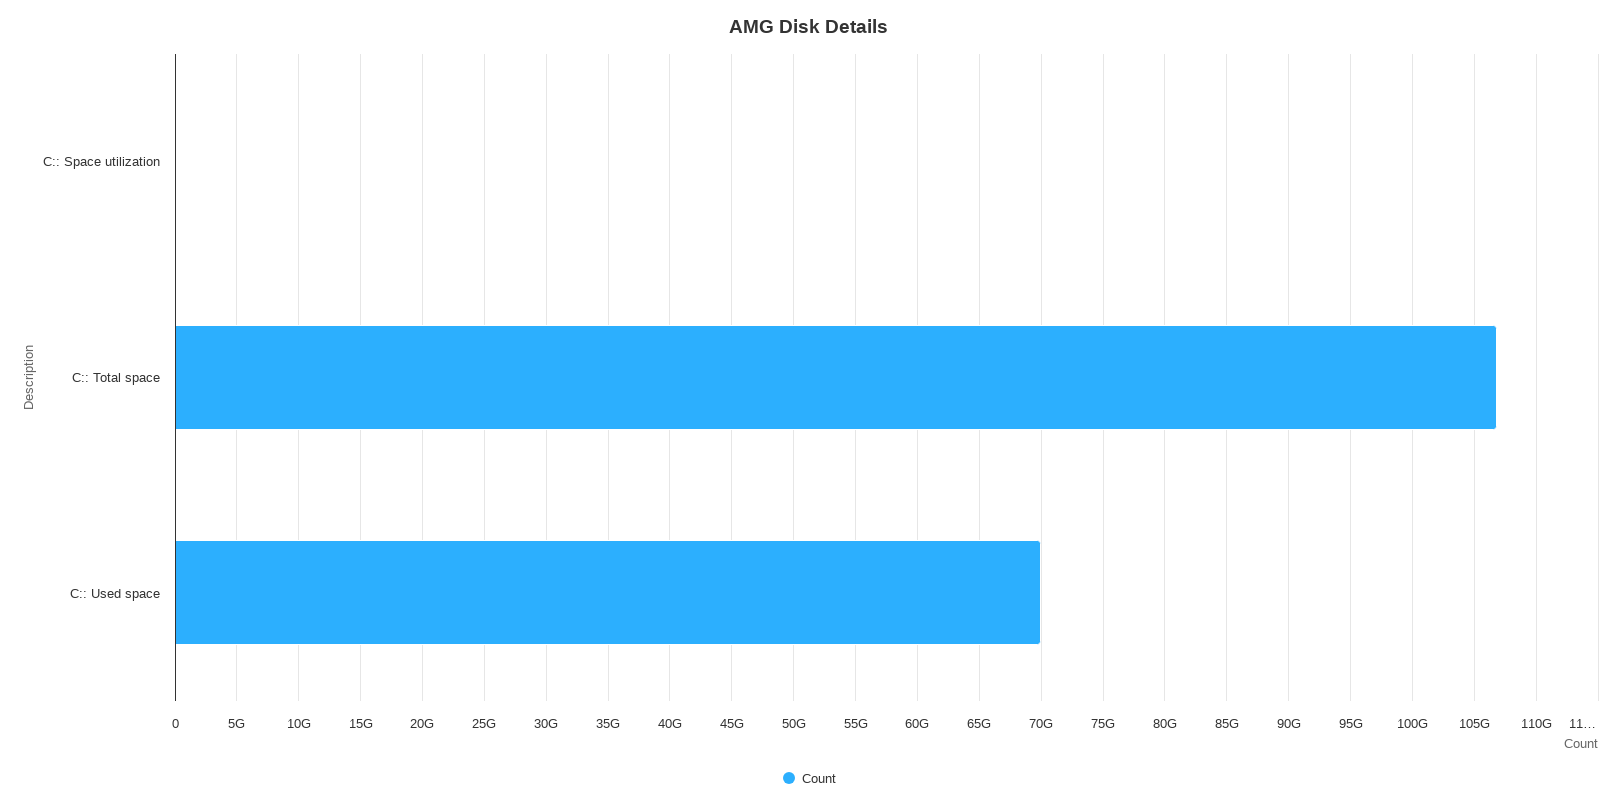 AMG Disk Details
Description
C:: Space utilization
C:: Total space
C:: Used space
0 5G 10G 15G 20G 25G 30G 35G 40G 45G 50G 55G 60G 65G 70G 75G 80G 85G 90G 95G 100G 105G 110G 11…
Count
Count